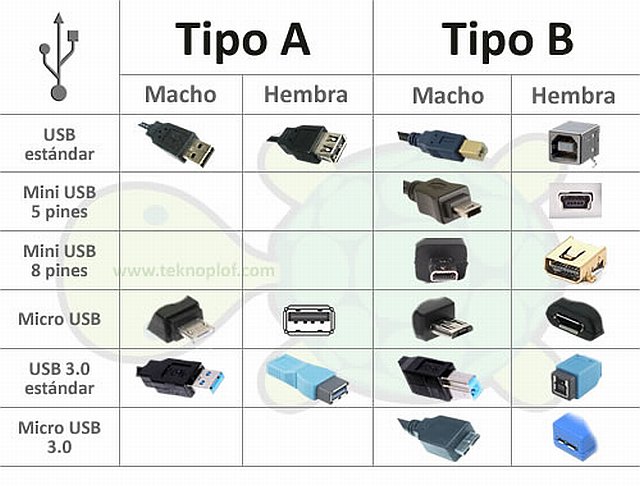 Tipo A
Tipo B
Macho
Hembra
Macho
Hembra
USB
estándar
Mini USB
5 pines
Mini USB
8 pines
www.teknoplof.com
Micro USB
USB 3.0
estándar
Micro USB
3.0